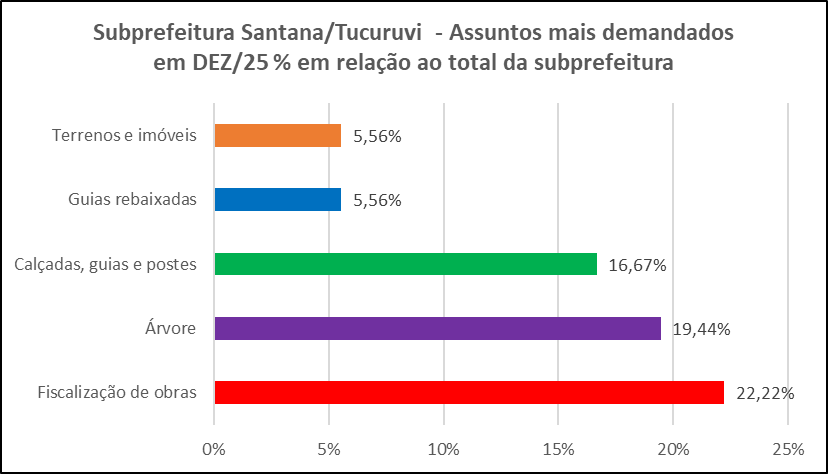 Subprefeitura Santana/Tucuruvi - Assuntos mais demandados
em DEZ/25 % em relação ao total da subprefeitura
Terrenos e imóveis 5,56%
Guias rebaixadas 5,56%
Calçadas, guias e postes 16,67%
Árvore 19,44%
Fiscalização de obras 22,22%
0% 5% 10% 15% 20% 25%